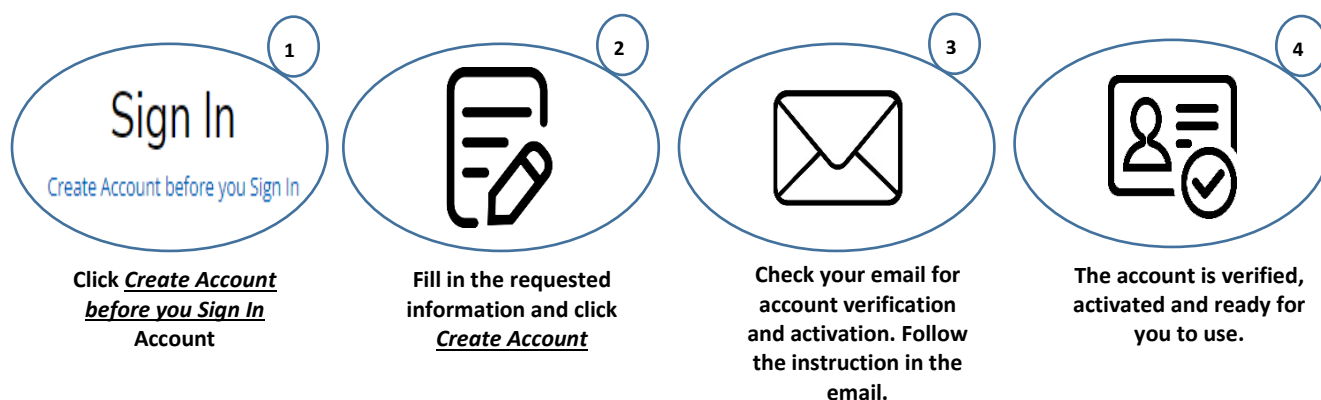 1
Sign In
Create Account before you Sign In
Click Create Account
before you Sign In
Account
2
Fill in the requested
information and click
Create Account
3
Check your email for
account verification
and activation. Follow
the instruction in the
email.
4
The account is verified,
activated and ready for
you to use.